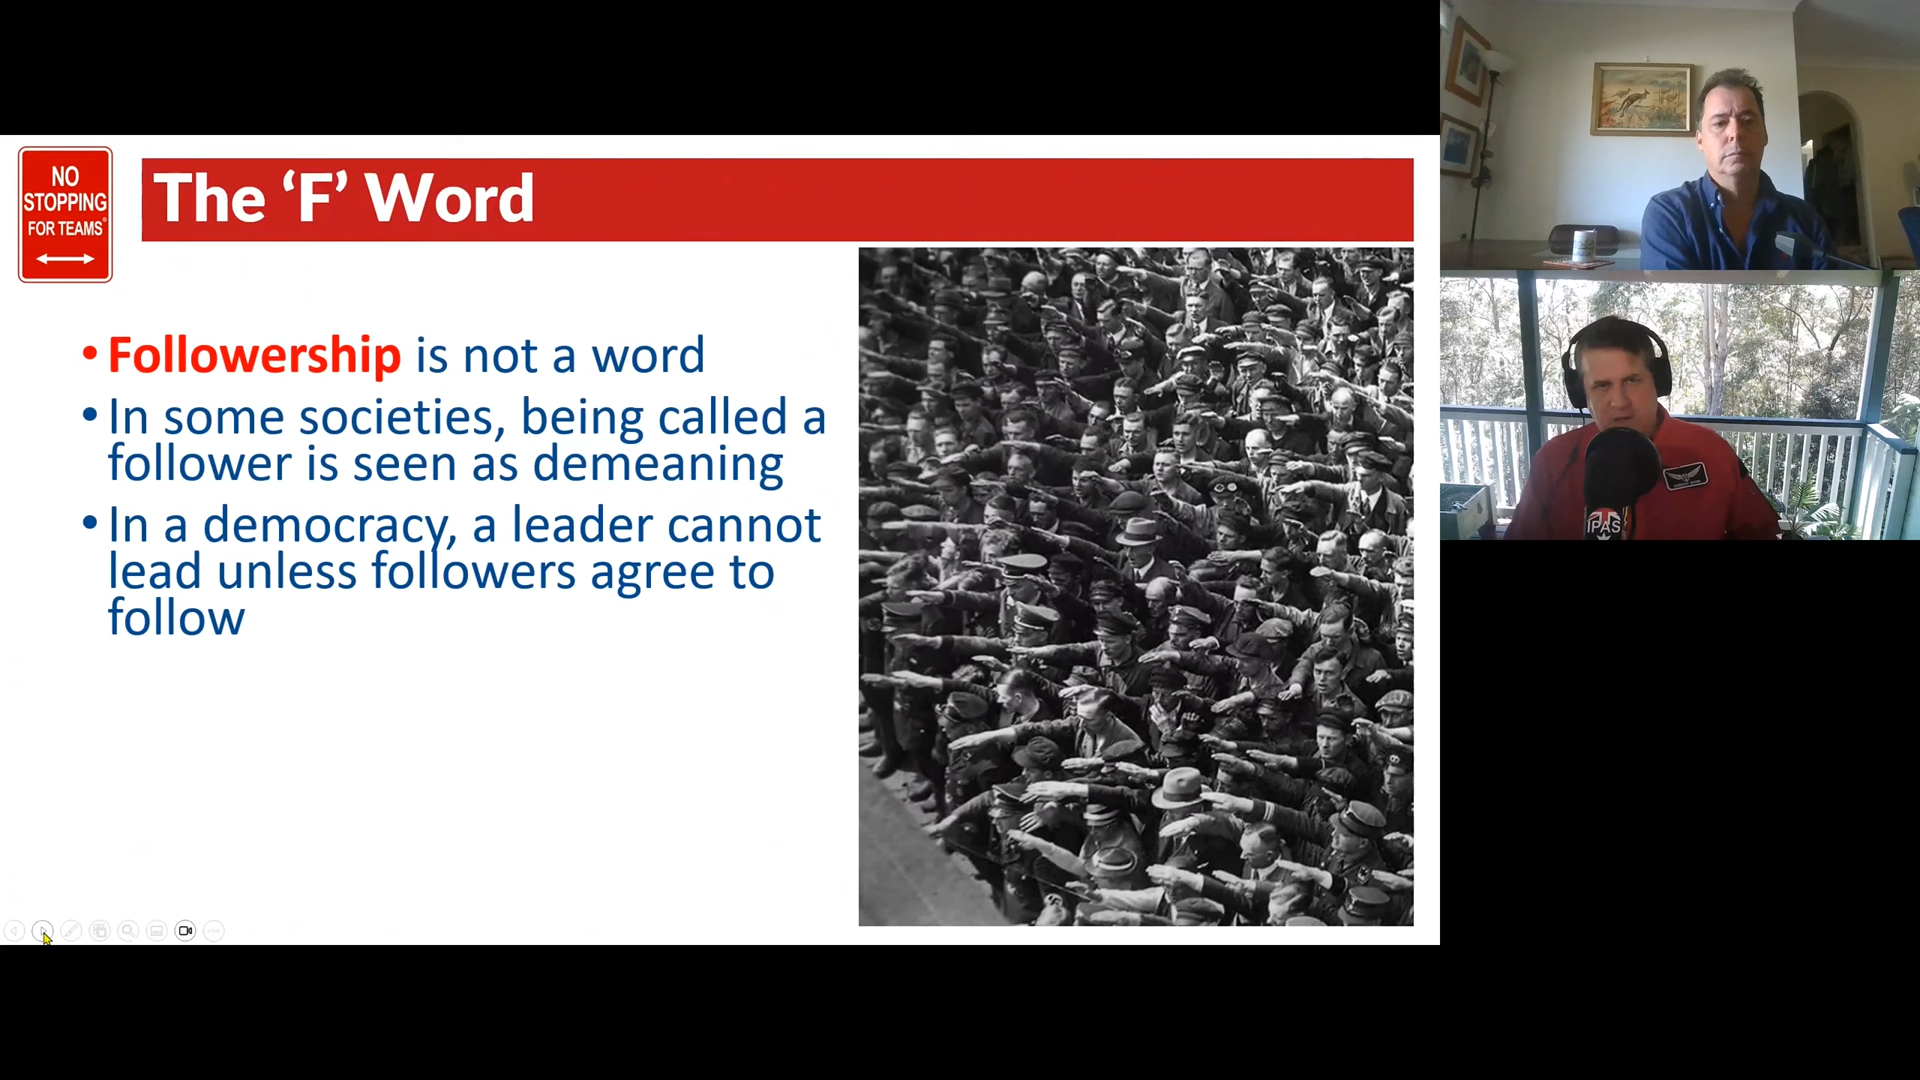 NO
STOPPING
FOR TEAMS®
The ‘F’ Word
• Followership is not a word
• In some societies, being called a
follower is seen as demeaning
• In a democracy, a leader cannot
lead unless followers agree to
follow
IPAS